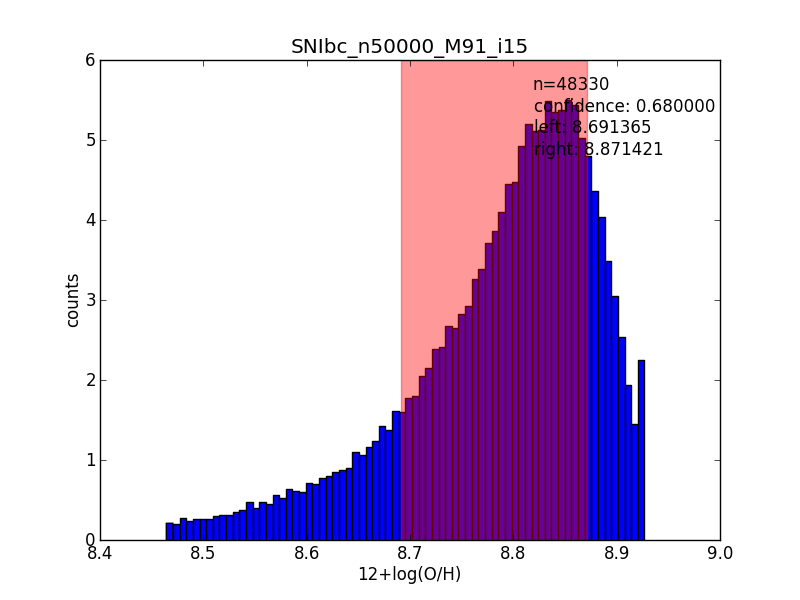 SNIbc_n50000_M91_i15
n=48330
confidence: 0.680000
left: 8.691365
right: 8.871421
6
5
4
3
2
1
0
counts
8.4 8.5 8.6 8.7 8.8 8.9 9.0
12+log(O/H)